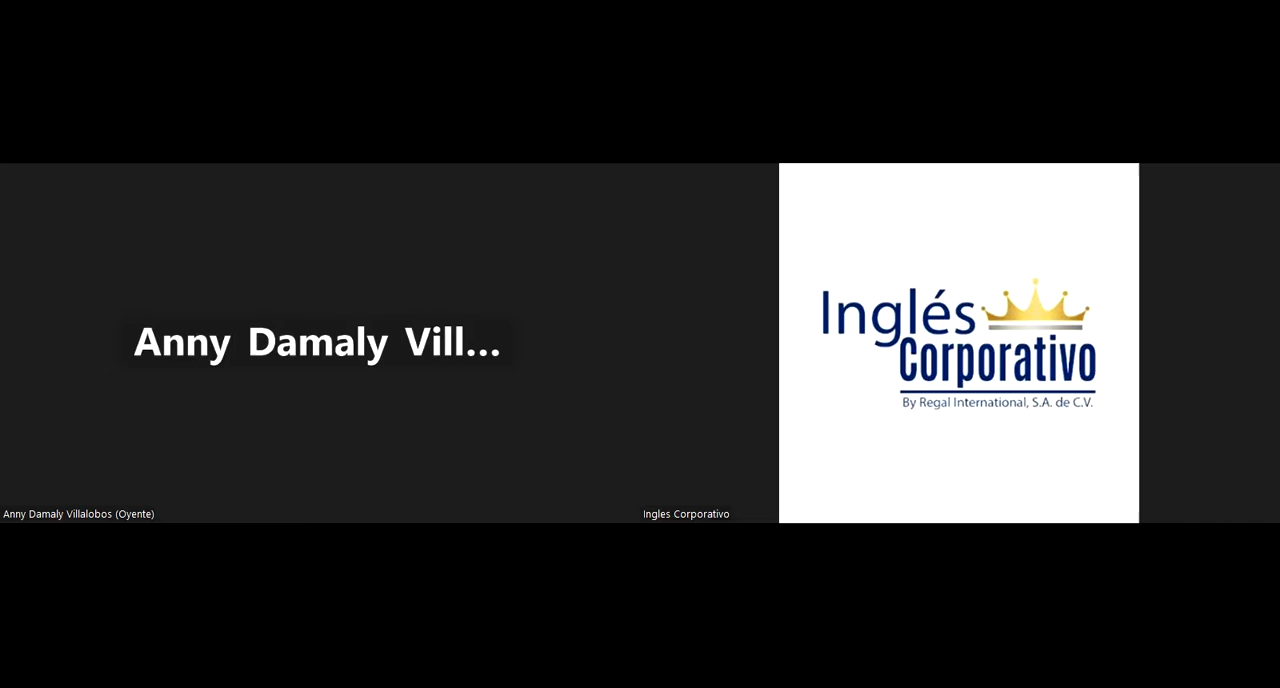 Anny Damaly Vill...
Anny Damaly Villalobos (Oyente)
Inglés
Corporativo
By Regal International, S.A. de C.V.
Ingles Corporativo